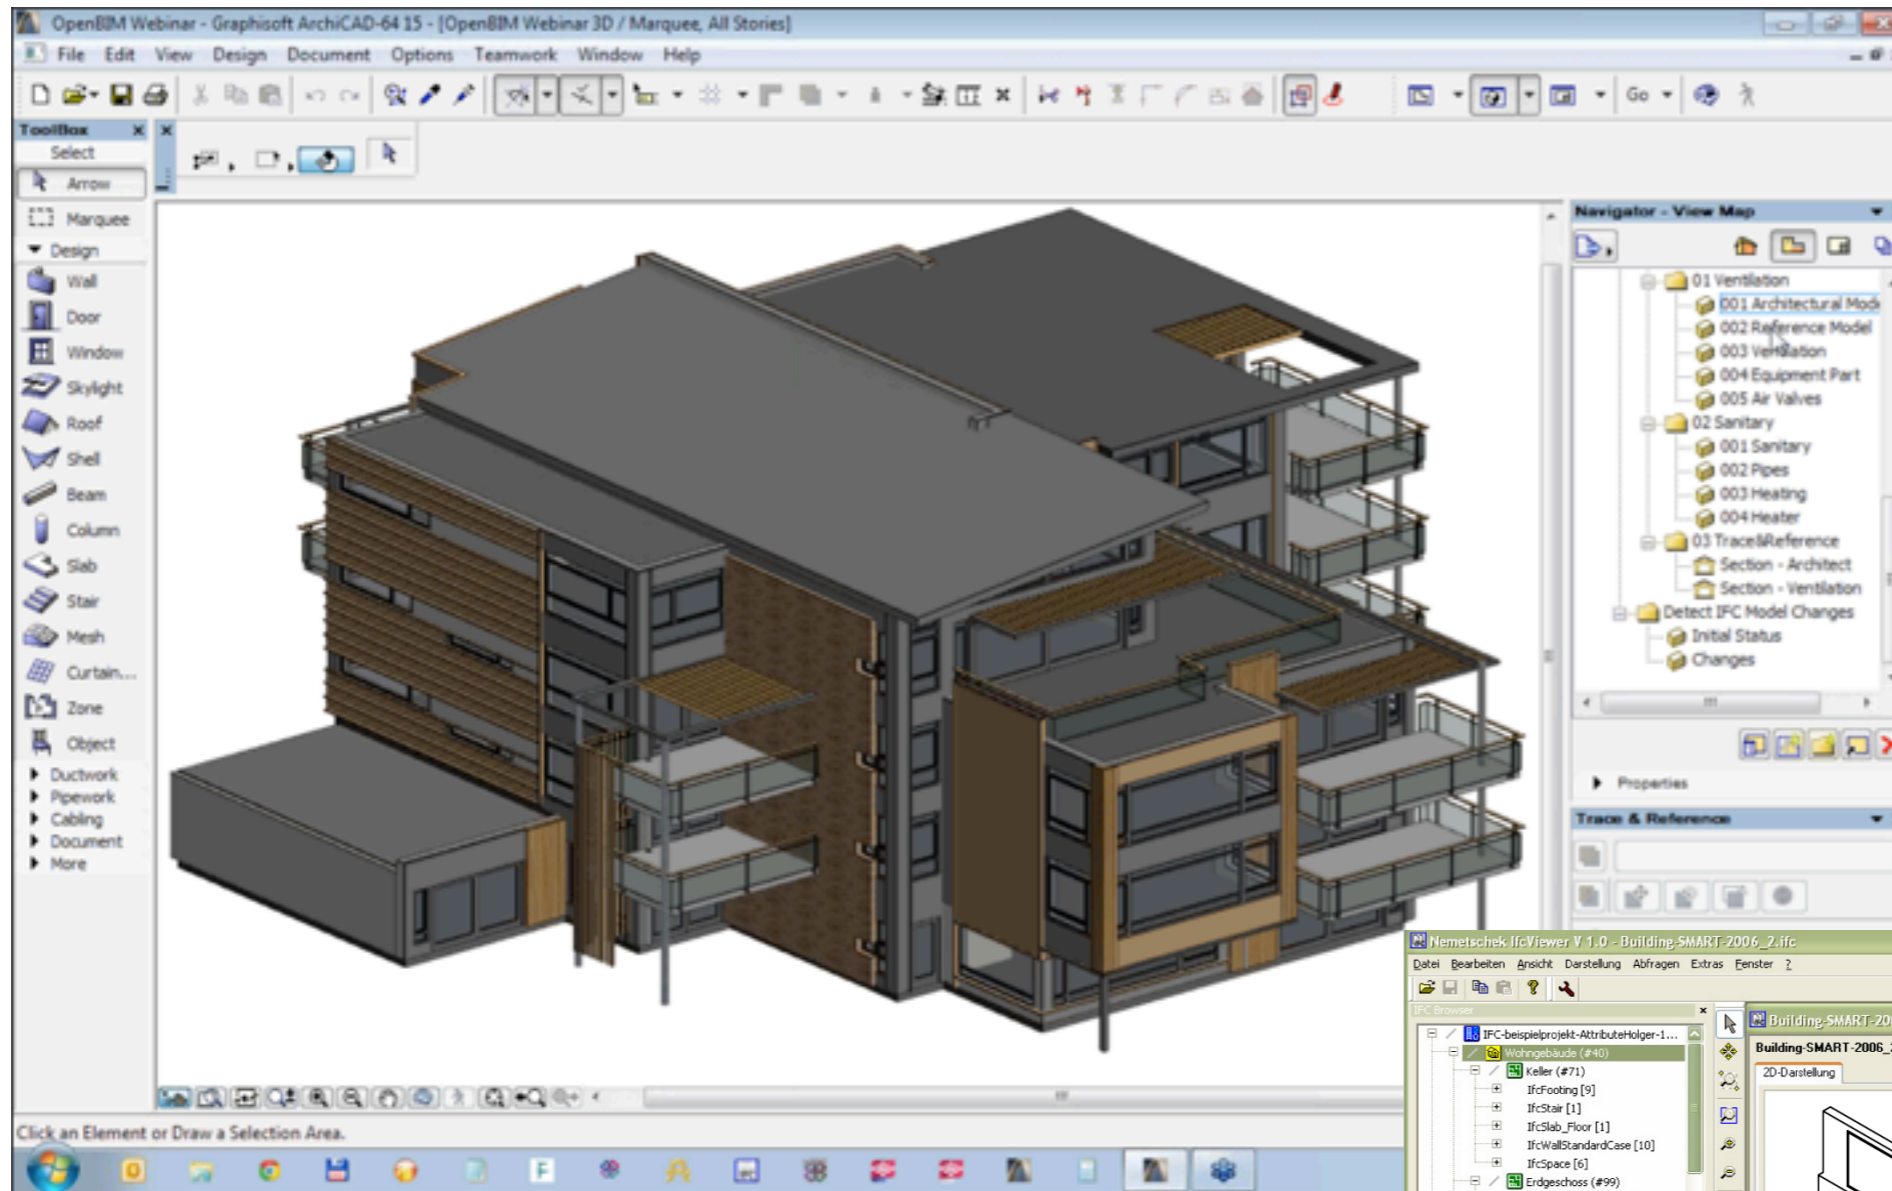 OpenBIM Webinar - Graphisoft ArchiCAD-64 15 - [OpenBIM Webinar 3D / Marquee, All Stories]
File Edit View Design Document Options Teamwork Window Help
Go
ToolBox
Select
Arrow
Marquee
Design
Wall
Door
Window
Skylight
Roof
Shell
Beam
Column
Slab
Stair
Mesh
Curtain...
Zone
Object
Ductwork
Pipework
Cabling
Document
More
Navigator - View Map
01 Ventilation
001 Architectural Mode
002 Reference Model
003 Ventilation
004 Equipment Part
005 Air Valves
02 Sanitary
001 Sanitary
002 Pipes
003 Heating
004 Heater
03 Trace&Reference
Section - Architect
Section - Ventilation
Detect IFC Model Changes
Initial Status
Changes
Properties
Trace & Reference
Click an Element or Draw a Selection Area.
Nemetschek IfcViewer V 1.0 - Building-SMART-2006_2.ifc
Datei Bearbeiten Ansicht Darstellung Abfragen Extras Fenster ?
IFC Browser
IFC-beispielprojekt-AttributeHolger-1...
Wohngebäude (#40)
Keller (#71)
IfcFooting [9]
IfcStair [1]
IfcSlab_Floor [1]
IfcWallStandardCase [10]
IfcSpace [6]
Erdgeschoss (#99)
Building-SMART-20
Building-SMART-2006_
2D-Darstellung